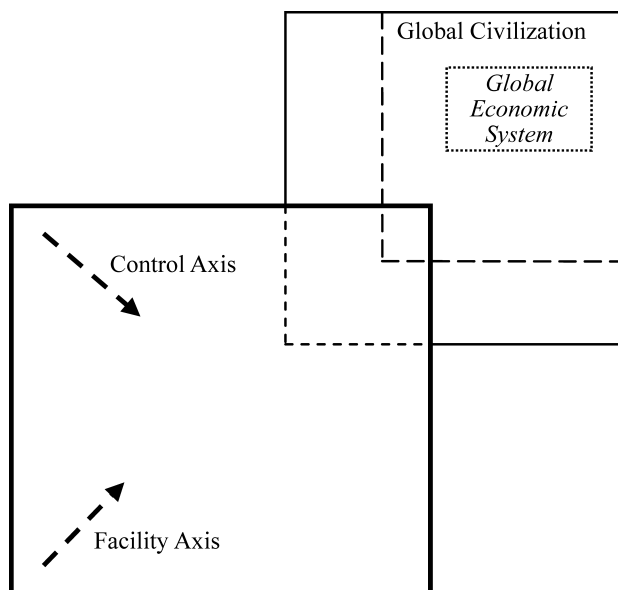 Global Civilization
Global
Economic
System
Control Axis
Facility Axis